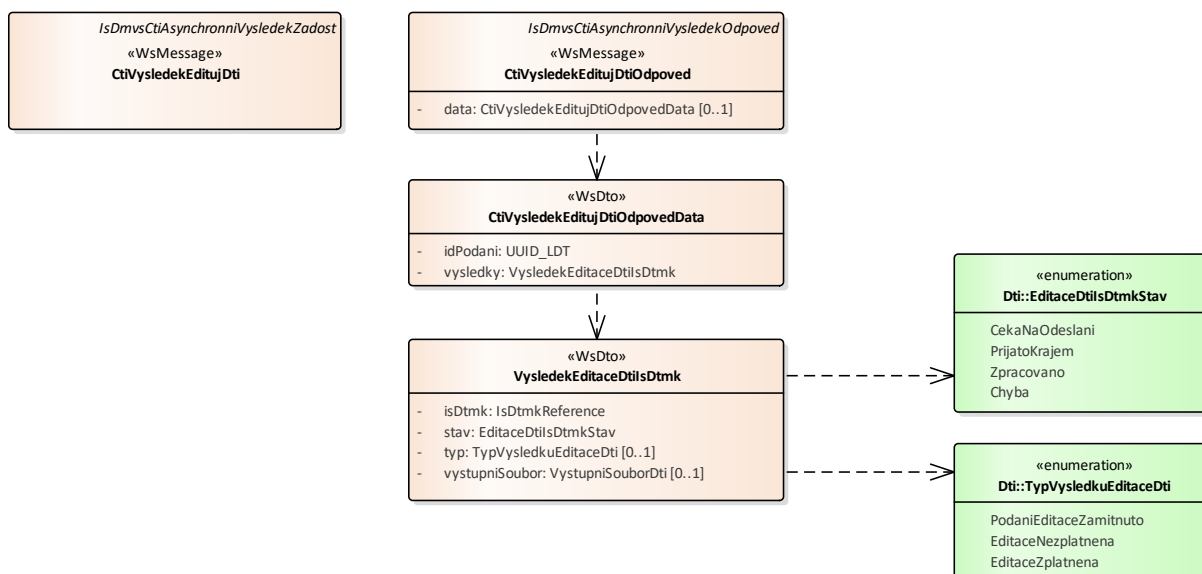 IsDmvsCtiAsynchronniVysledekZadost
«WsMessage»
CtiVysledekEditujDti
IsDmvsCtiAsynchronniVysledekOdpoved
«WsMessage»
CtiVysledekEditujDtiOdpoved
- data: CtiVysledekEditujDtiOdpovedData [0..1]
«WsDto»
CtiVysledekEditujDtiOdpovedData
- idPodani: UUID_LDT
- vysledky: VysledekEditaceDtiIsDtmk
«WsDto»
VysledekEditaceDtiIsDtmk
- isDtmk: IsDtmkReference
- stav: EditaceDtiIsDtmkStav
- typ: TypVysledkuEditaceDti [0..1]
- vystupniSoubor: VystupniSouborDti [0..1]
«enumeration»
Dti::EditaceDtiIsDtmkStav
CekaNaOdeslani
PrijatoKrajem
Zpracovano
Chyba
«enumeration»
Dti::TypVysledkuEditaceDti
PodaniEditaceZamitnuto
EditaceNezplatnena
EditaceZplatnena